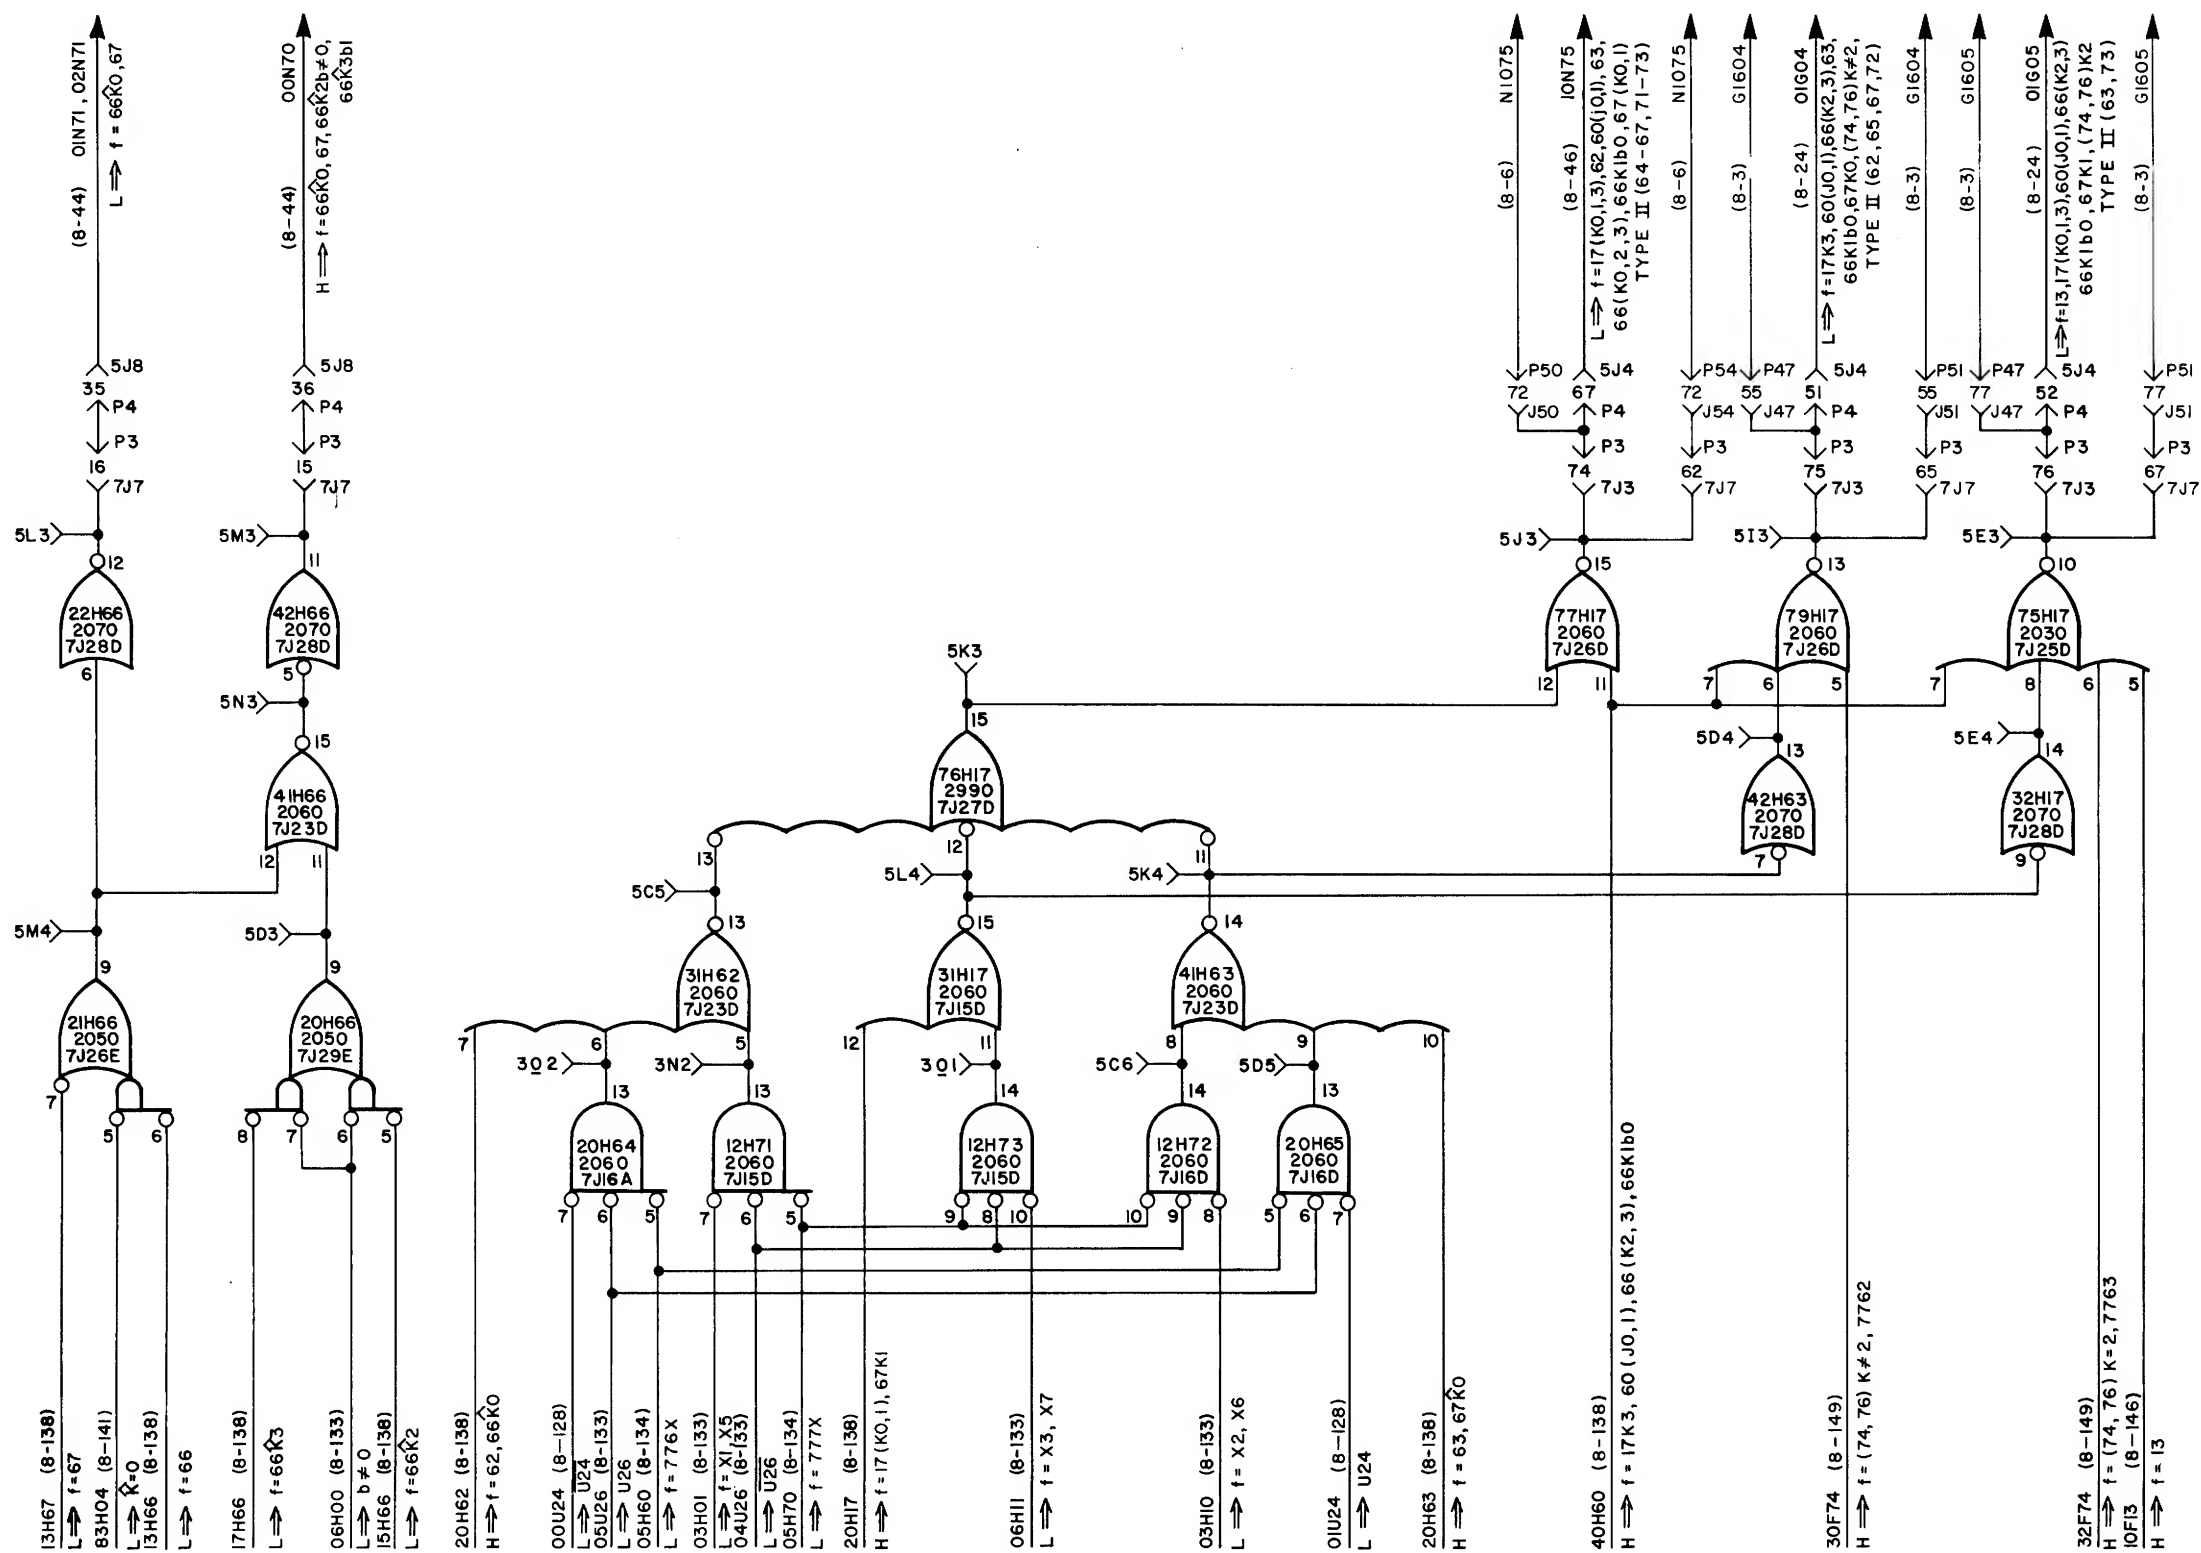 01N71, 02N71
(8-44)
L ⟹ f = 66K̂0,67
00N70
(8-44)
H ⟹ f=66K̂0, 67, 66K̂2b≠0,
66K̂3b1
N1075
(8-6)
10N75
(8-46)
L ⟹ f=17(K0,1,3),62,60(j0,1),63,
66(K0,2,3),66K1b0,67(K0,1)
TYPE II (64-67,71-73)
N1075
(8-6)
G1604
(8-3)
01G04
(8-24)
L ⟹ f=17K3,60(J0,1),66(K2,3),63,
66K1b0,67K0,(74,76)K≠2,
TYPE II (62,65,67,72)
G1604
(8-3)
G1605
(8-3)
01G05
(8-24)
L ⟹ f=13,17(K0,1,3),60(J0,1),66(K2,3)
66K1b0,67K1,(74,76)K2
TYPE II (63,73)
G1605
(8-3)
5J8
35
P4
P3
16
7J7
5J8
36
P4
P3
15
7J7
P50
72
J50
5J4
67
P4
P3
74
7J3
P54
72
J54
P3
62
7J7
P47
55
J47
5J4
51
P4
P3
75
7J3
P51
55
J51
P3
65
7J7
P47
77
J47
5J4
52
P4
P3
76
7J3
P51
77
J51
P3
67
7J7
5L3
12
22H66
2070
7J28D
6
5M3
11
42H66
2070
7J28D
5
5N3
15
41H66
2060
7J23D
12 11
5J3
15
77H17
2060
7J26D
12 11
5I3
13
79H17
2060
7J26D
7 6 5
5E3
10
75H17
2030
7J25D
7 8 6 5
5K3
15
76H17
2990
7J27D
13 12 11
5D4
13
42H63
2070
7J28D
7
5E4
14
32H17
2070
7J28D
9
5C5
5L4
5K4
5M4
9
21H66
2050
7J26E
7 5 6
5D3
9
20H66
2050
7J29E
8 7 6 5
13
31H62
2060
7J23D
7 6 5
15
31H17
2060
7J15D
12 11
14
41H63
2060
7J23D
8 9 10
3O2
13
20H64
2060
7J16A
7 6 5
3N2
13
12H71
2060
7J15D
7 6 5
3O1
14
12H73
2060
7J15D
9 8 10
5C6
14
12H72
2060
7J16D
10 9 8
5D5
13
20H65
2060
7J16D
5 6 7
13H67 (8-138)
L ⟹ f=67
83H04 (8-141)
L ⟹ K̂=0
13H66 (8-138)
L ⟹ f=66
17H66 (8-138)
L ⟹ f=66K̂3
06H00 (8-133)
L ⟹ b≠0
15H66 (8-138)
L ⟹ f=66K̂2
20H62 (8-138)
H ⟹ f=62,66K̂0
00U24 (8-128)
L ⟹ U24
05U26 (8-133)
L ⟹ U26
05H60 (8-134)
L ⟹ f=776X
03H01 (8-133)
L ⟹ f=X1,X5
04U26 (8-133)
L ⟹ U26
05H70 (8-134)
L ⟹ f=777X
20H17 (8-138)
H ⟹ f=17(K0,1),67K1
06H11 (8-133)
L ⟹ f=X3,X7
03H10 (8-133)
L ⟹ f=X2,X6
01U24 (8-128)
L ⟹ U24
20H63 (8-138)
H ⟹ f=63,67K̂0
40H60 (8-138)
H ⟹ f=17K3,60(J0,1),66(K2,3),66K1b0
30F74 (8-149)
H ⟹ f=(74,76)K≠2,7762
32F74 (8-149)
H ⟹ f=(74,76)K=2,7763
10F13 (8-146)
H ⟹ f=13